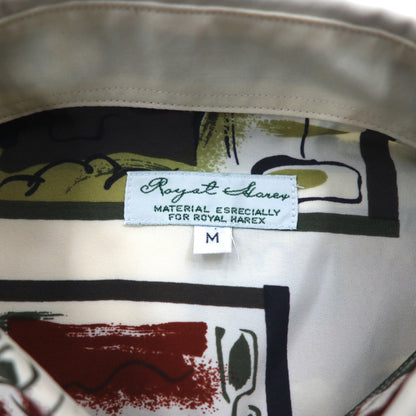 Royal Harex
MATERIAL ESRECIALLY
FOR ROYAL HAREX
M